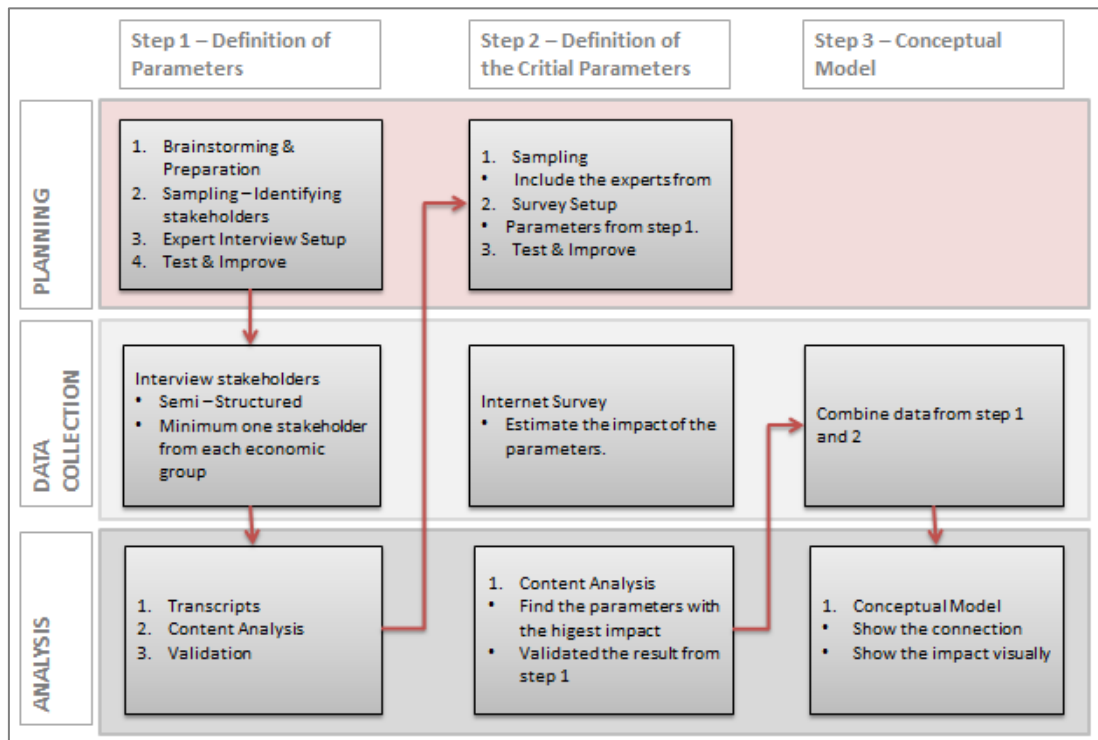 Step 1 – Definition of
Parameters
Step 2 – Definition of
the Critial Parameters
Step 3 – Conceptual
Model
PLANNING
1. Brainstorming &
Preparation
2. Sampling – Identifying
stakeholders
3. Expert Interview Setup
4. Test & Improve
1. Sampling
• Include the experts from
2. Survey Setup
• Parameters from step 1.
3. Test & Improve
DATA
COLLECTION
Interview stakeholders
• Semi – Structured
• Minimum one stakeholder
from each economic
group
Internet Survey
• Estimate the impact of the
parameters.
Combine data from step 1
and 2
ANALYSIS
1. Transcripts
2. Content Analysis
3. Validation
1. Content Analysis
• Find the parameters with
the higest impact
• Validated the result from
step 1
1. Conceptual Model
• Show the connection
• Show the impact visually